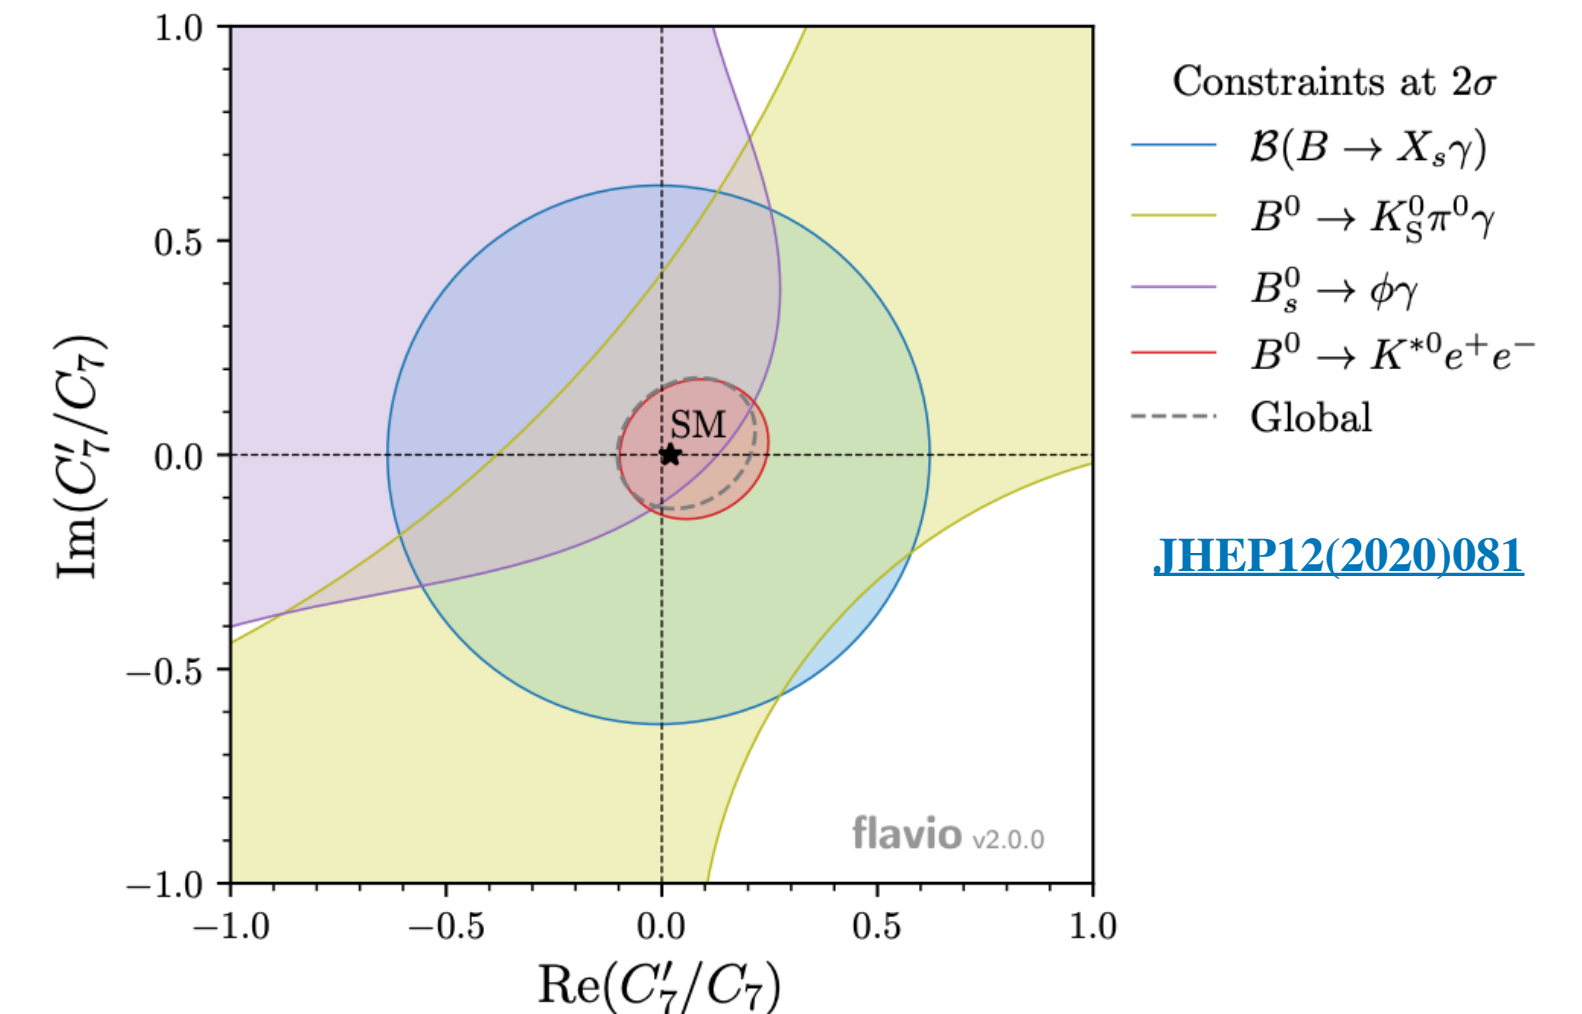 1.0
0.5
0.0
−0.5
−1.0
Im(C′₇/C₇)
SM
flavio v2.0.0
−1.0 −0.5 0.0 0.5 1.0
Re(C′₇/C₇)
Constraints at 2σ
ℬ(B → Xₛγ)
B⁰ → K⁰_S π⁰γ
B⁰ₛ → ϕγ
B⁰ → K*⁰e⁺e⁻
Global
JHEP12(2020)081